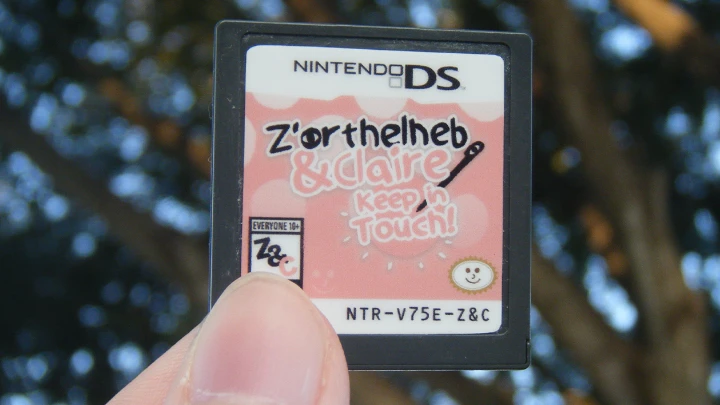 NINTENDO DS
Z'orthelheb
& Claire
Keep in
Touch!
EVERYONE 10+
Z&C
NTR-V75E-Z&C